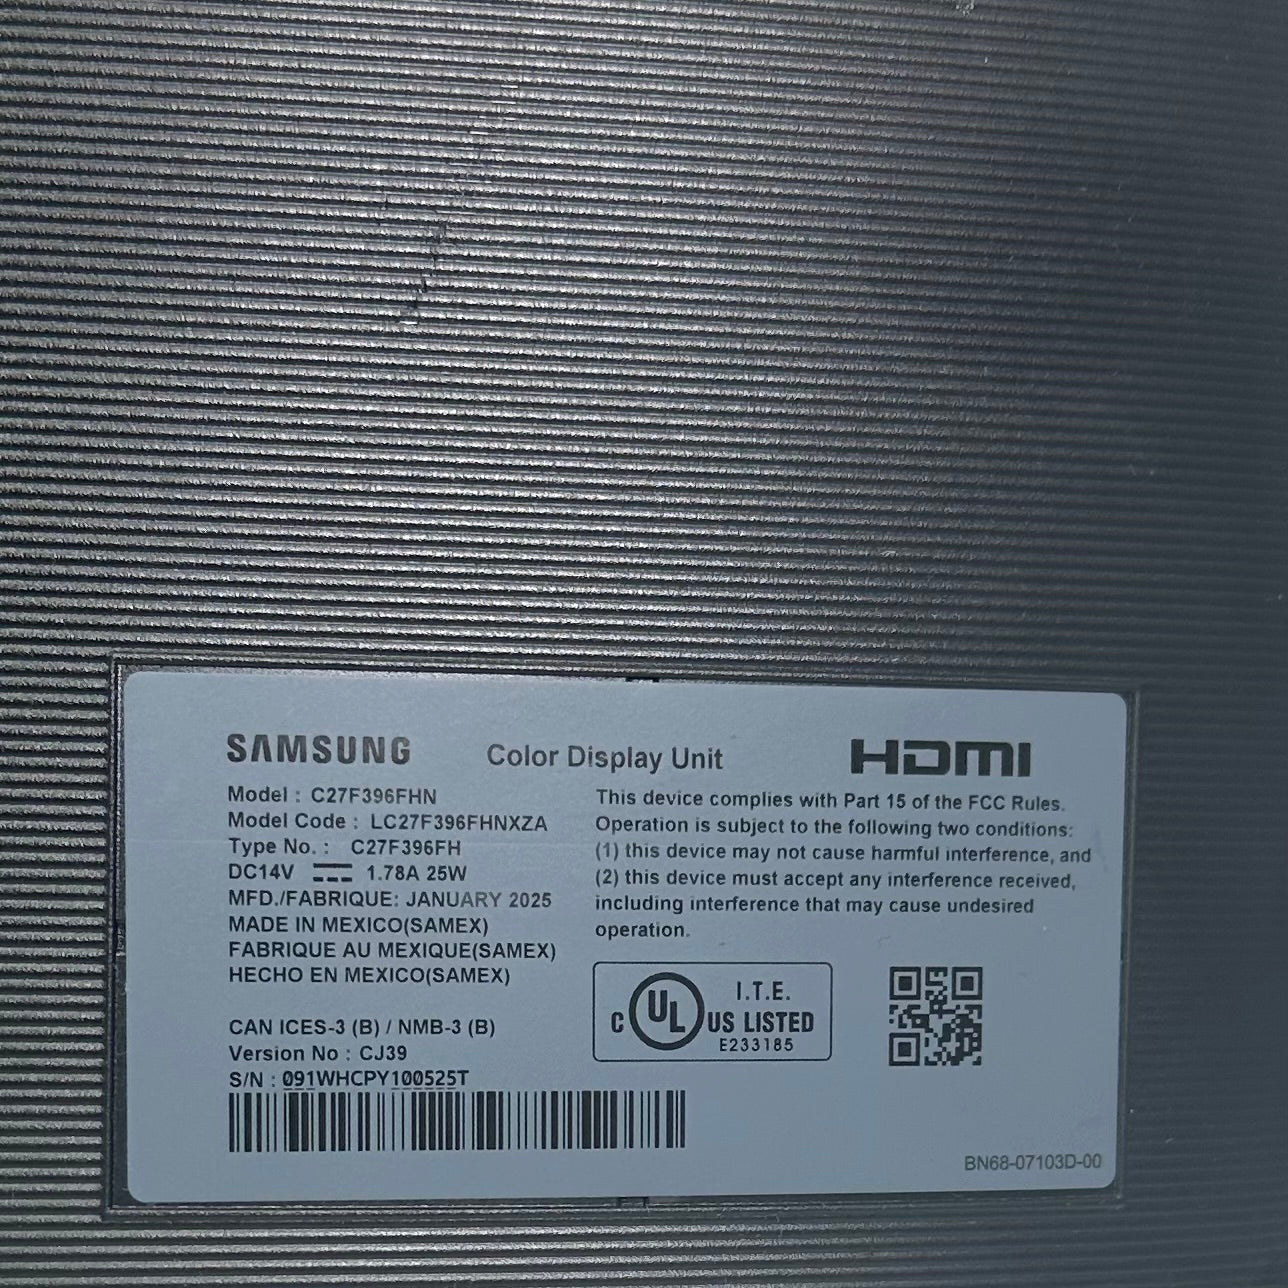 SAMSUNG Color Display Unit HDMI
Model : C27F396FHN
Model Code : LC27F396FHNXZA
Type No. : C27F396FH
DC14V 1.78A 25W
MFD./FABRIQUE: JANUARY 2025
MADE IN MEXICO(SAMEX)
FABRIQUE AU MEXIQUE(SAMEX)
HECHO EN MEXICO(SAMEX)
CAN ICES-3 (B) / NMB-3 (B)
Version No : CJ39
S/N : 091WHCPY100525T
This device complies with Part 15 of the FCC Rules.
Operation is subject to the following two conditions:
(1) this device may not cause harmful interference, and
(2) this device must accept any interference received,
including interference that may cause undesired
operation.
I.T.E.
C UL US LISTED
E233185
BN68-07103D-00